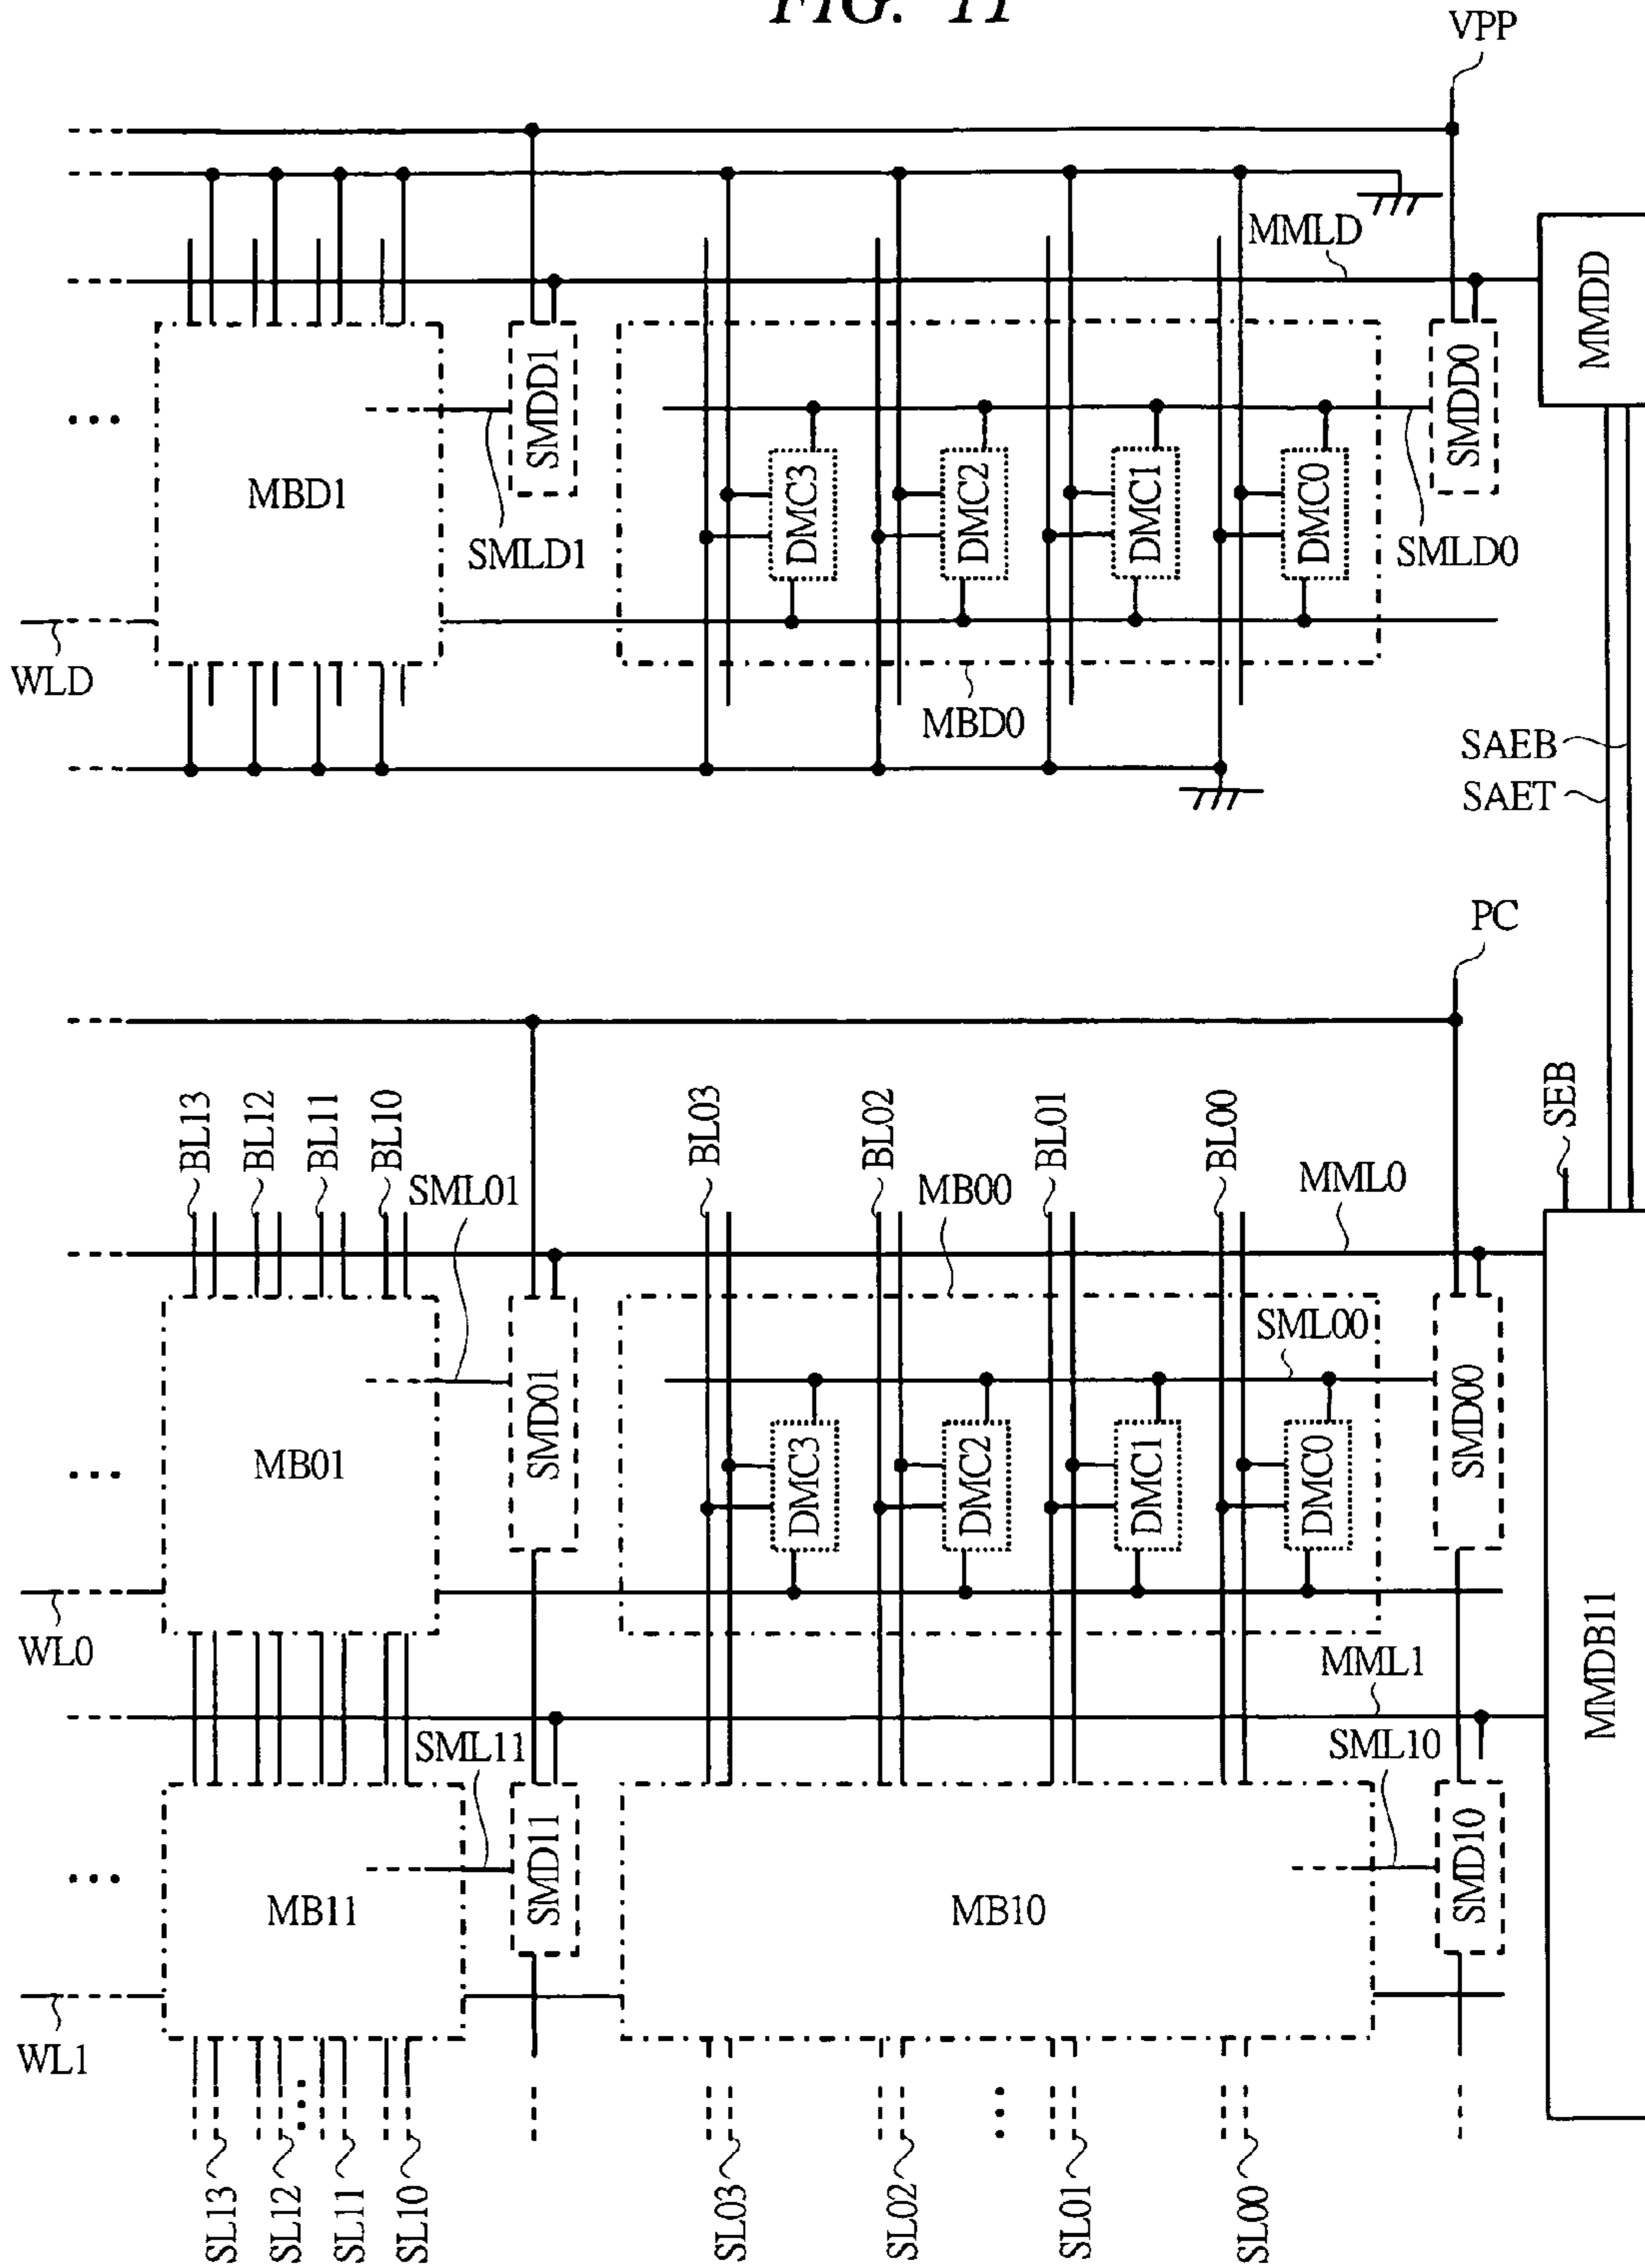 FIG. 11
VPP
MMLD
MMDD
SMDD1
SMDD0
MBD1
DMC3
DMC2
DMC1
DMC0
SMLD1
SMLD0
WLD
MBD0
SAEB
SAET
PC
SEB
BL13
BL12
BL11
BL10
BL03
BL02
BL01
BL00
SML01
MB00
MML0
SML00
SMD01
SMD00
MB01
DMC3
DMC2
DMC1
DMC0
WL0
MML1
MMDB11
SML11
SML10
SMD11
SMD10
MB11
MB10
WL1
SL13
SL12
SL11
SL10
SL03
SL02
SL01
SL00